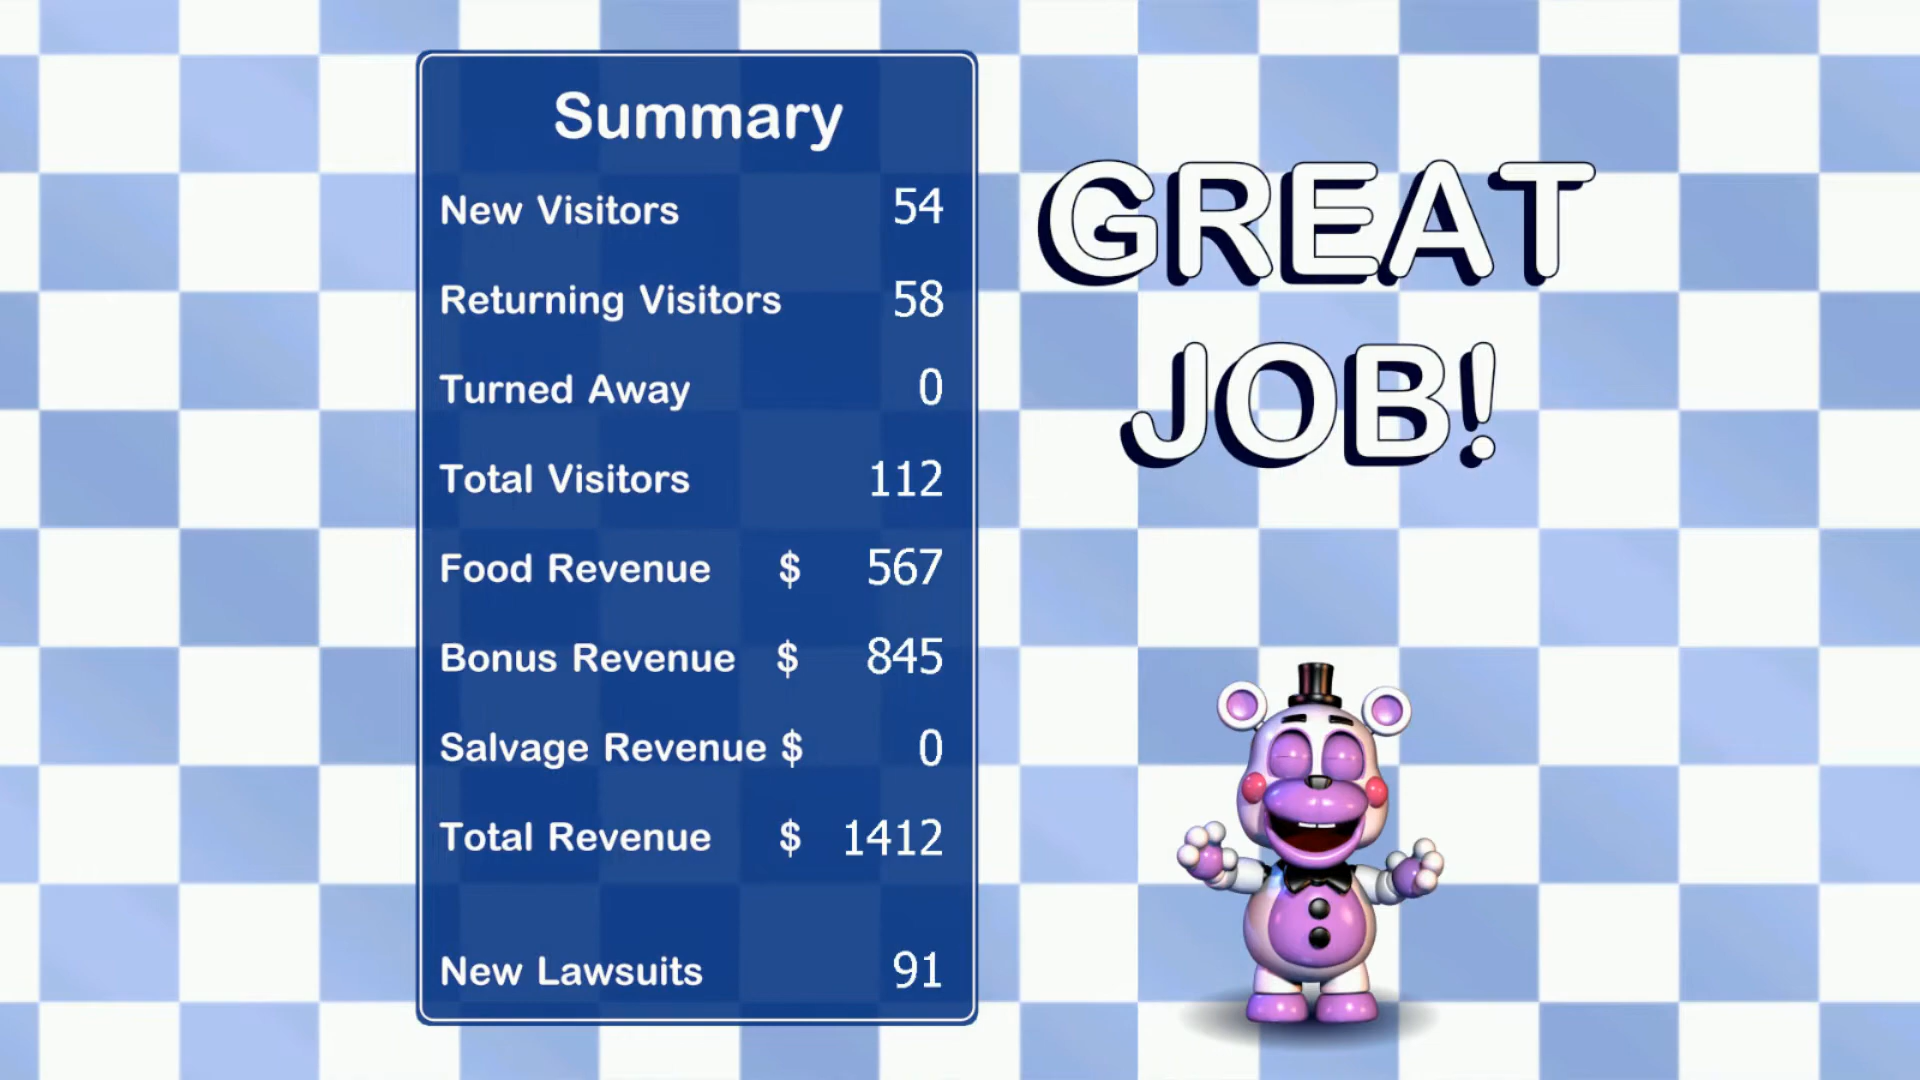 Summary
New Visitors 54
Returning Visitors 58
Turned Away 0
Total Visitors 112
Food Revenue $ 567
Bonus Revenue $ 845
Salvage Revenue $ 0
Total Revenue $ 1412
New Lawsuits 91
GREAT
JOB!